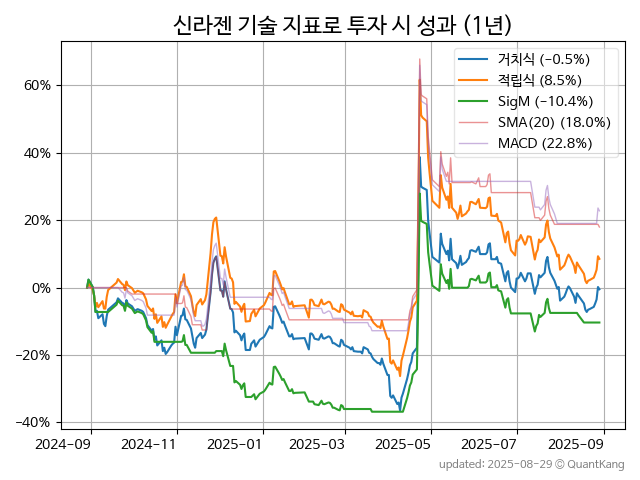 신라젠 기술 지표로 투자 시 성과 (1년)
거치식 (−0.5%)
적립식 (8.5%)
SigM (−10.4%)
SMA(20) (18.0%)
MACD (22.8%)
60%
40%
20%
0%
−20%
−40%
2024-09 2024-11 2025-01 2025-03 2025-05 2025-07 2025-09
updated: 2025-08-29 © QuantKang